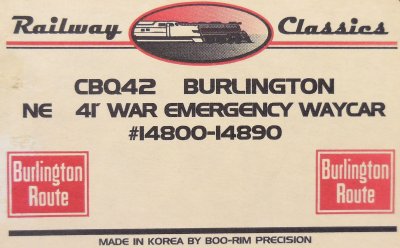 Railway Classics
CBQ42 BURLINGTON
NE 41' WAR EMERGENCY WAYCAR
#14800-14890
Burlington Route
Burlington Route
MADE IN KOREA BY BOO-RIM PRECISION